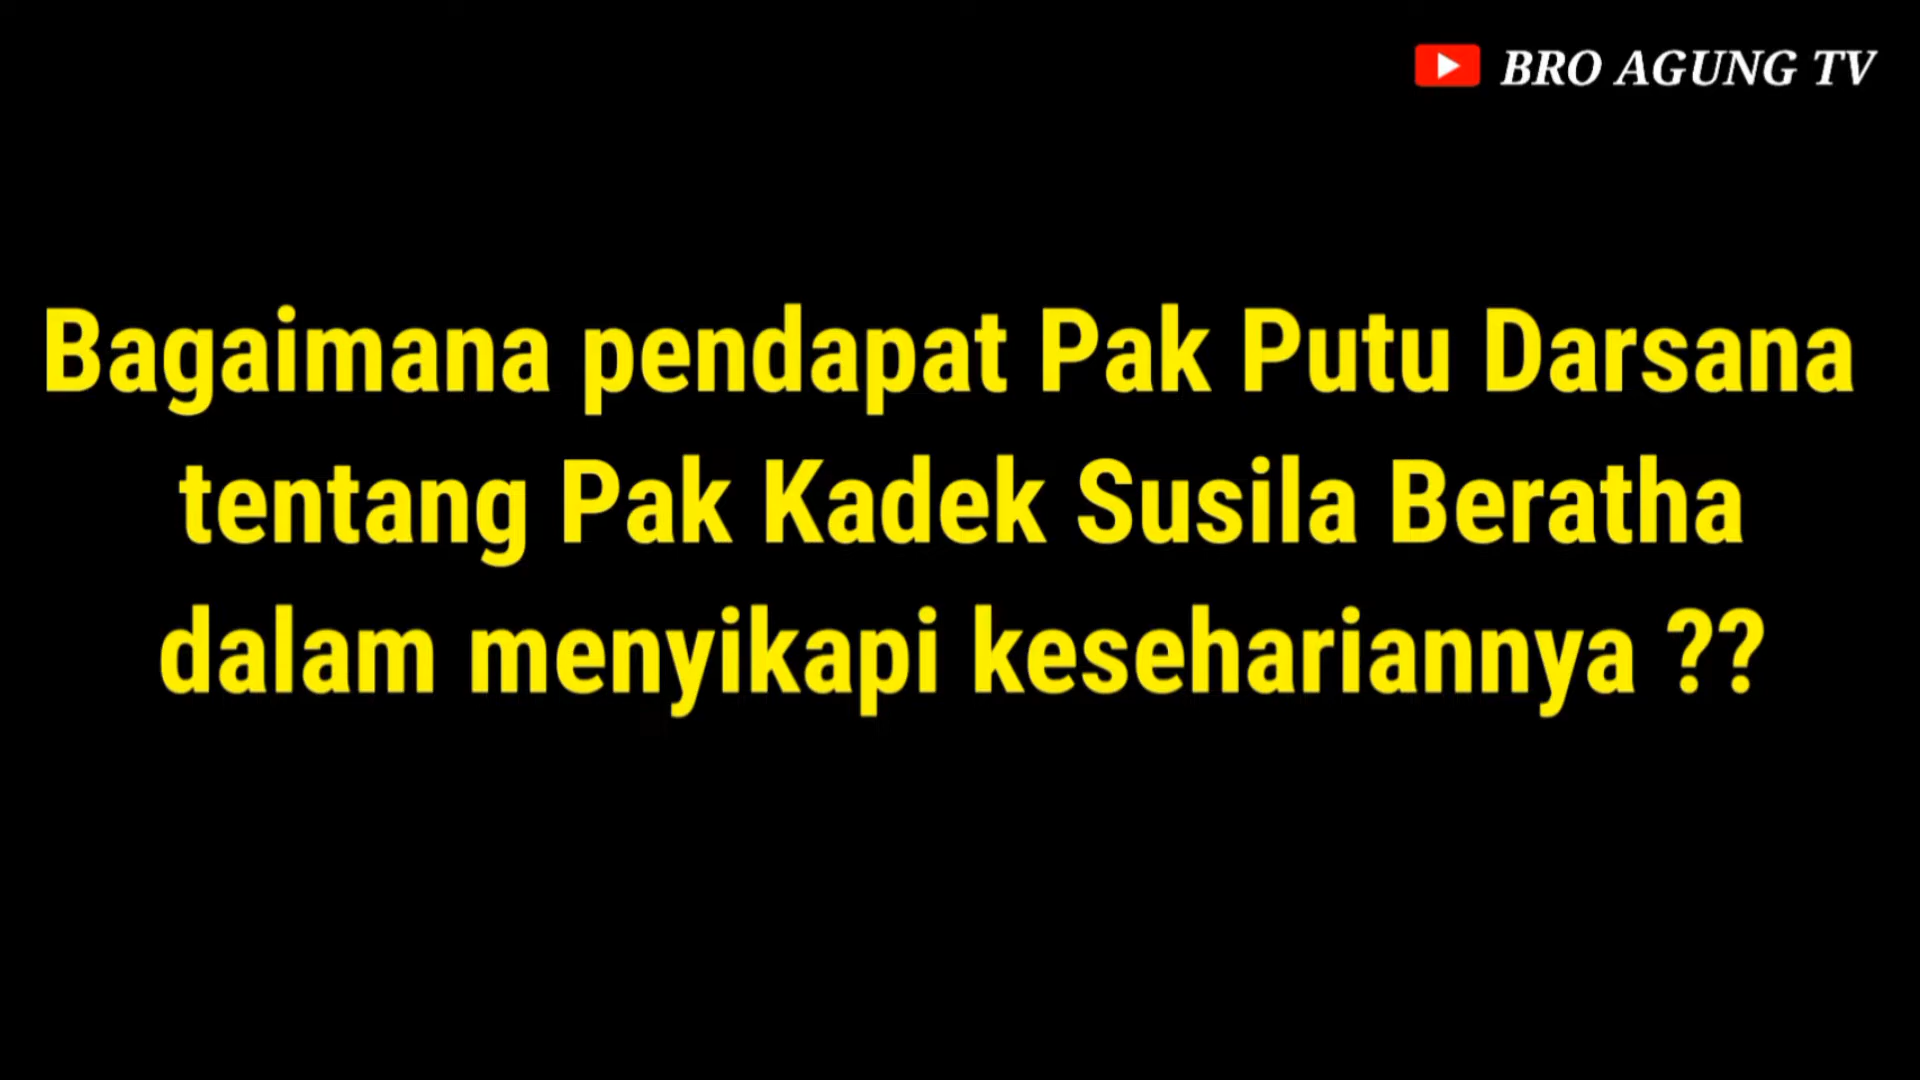 BRO AGUNG TV
Bagaimana pendapat Pak Putu Darsana
tentang Pak Kadek Susila Beratha
dalam menyikapi kesehariannya ??